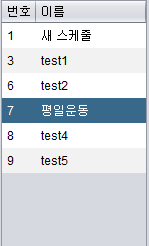 번호 이름
1 새 스케줄
3 test1
6 test2
7 평일운동
8 test4
9 test5